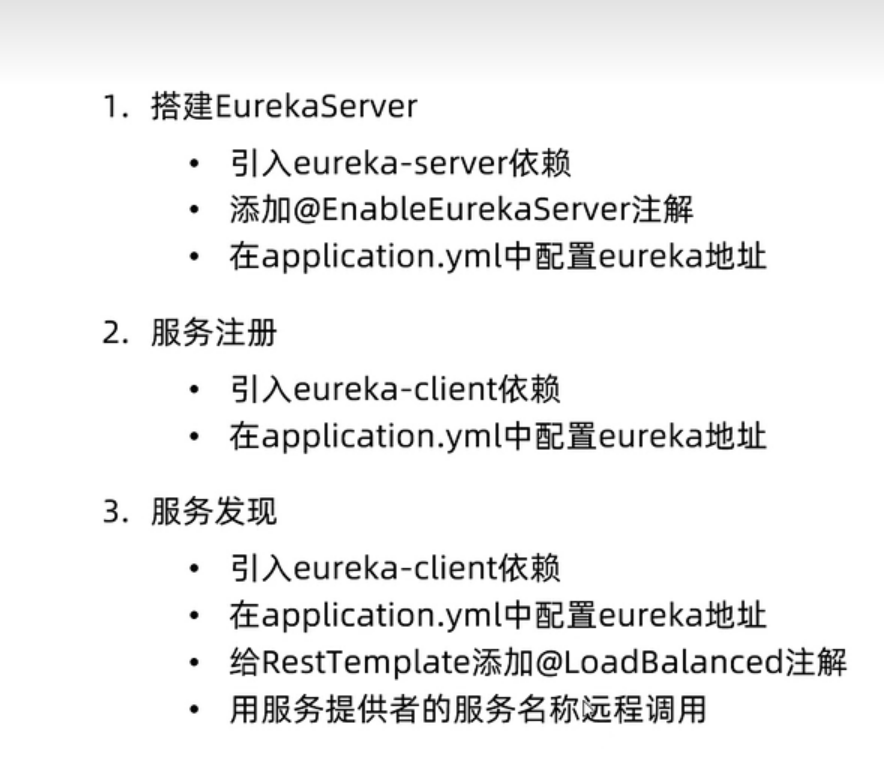 1. 搭建EurekaServer
• 引入eureka-server依赖
• 添加@EnableEurekaServer注解
• 在application.yml中配置eureka地址
2. 服务注册
• 引入eureka-client依赖
• 在application.yml中配置eureka地址
3. 服务发现
• 引入eureka-client依赖
• 在application.yml中配置eureka地址
• 给RestTemplate添加@LoadBalanced注解
• 用服务提供者的服务名称远程调用